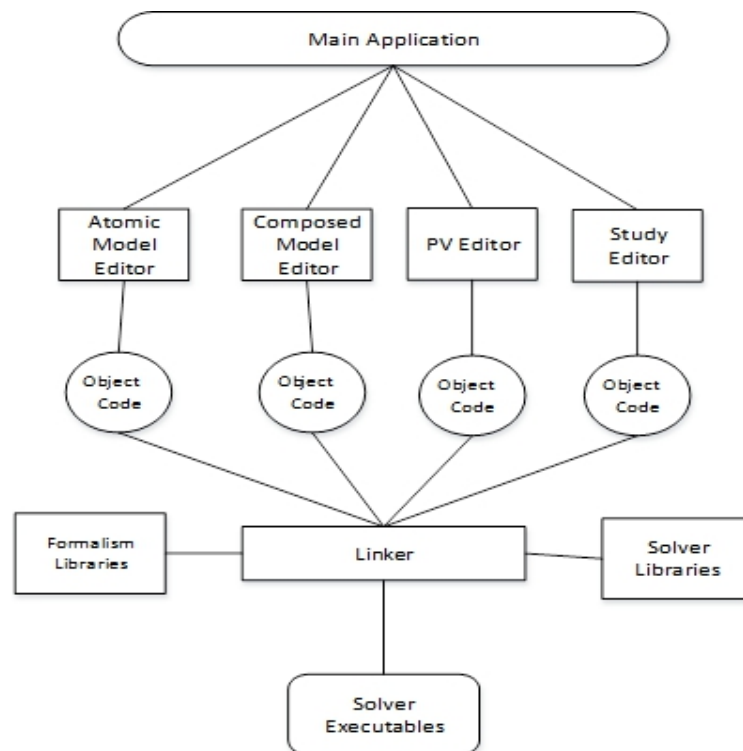 Main Application
Atomic
Model
Editor
Composed
Model
Editor
PV Editor
Study
Editor
Object
Code
Object
Code
Object
Code
Object
Code
Formalism
Libraries
Linker
Solver
Libraries
Solver
Executables